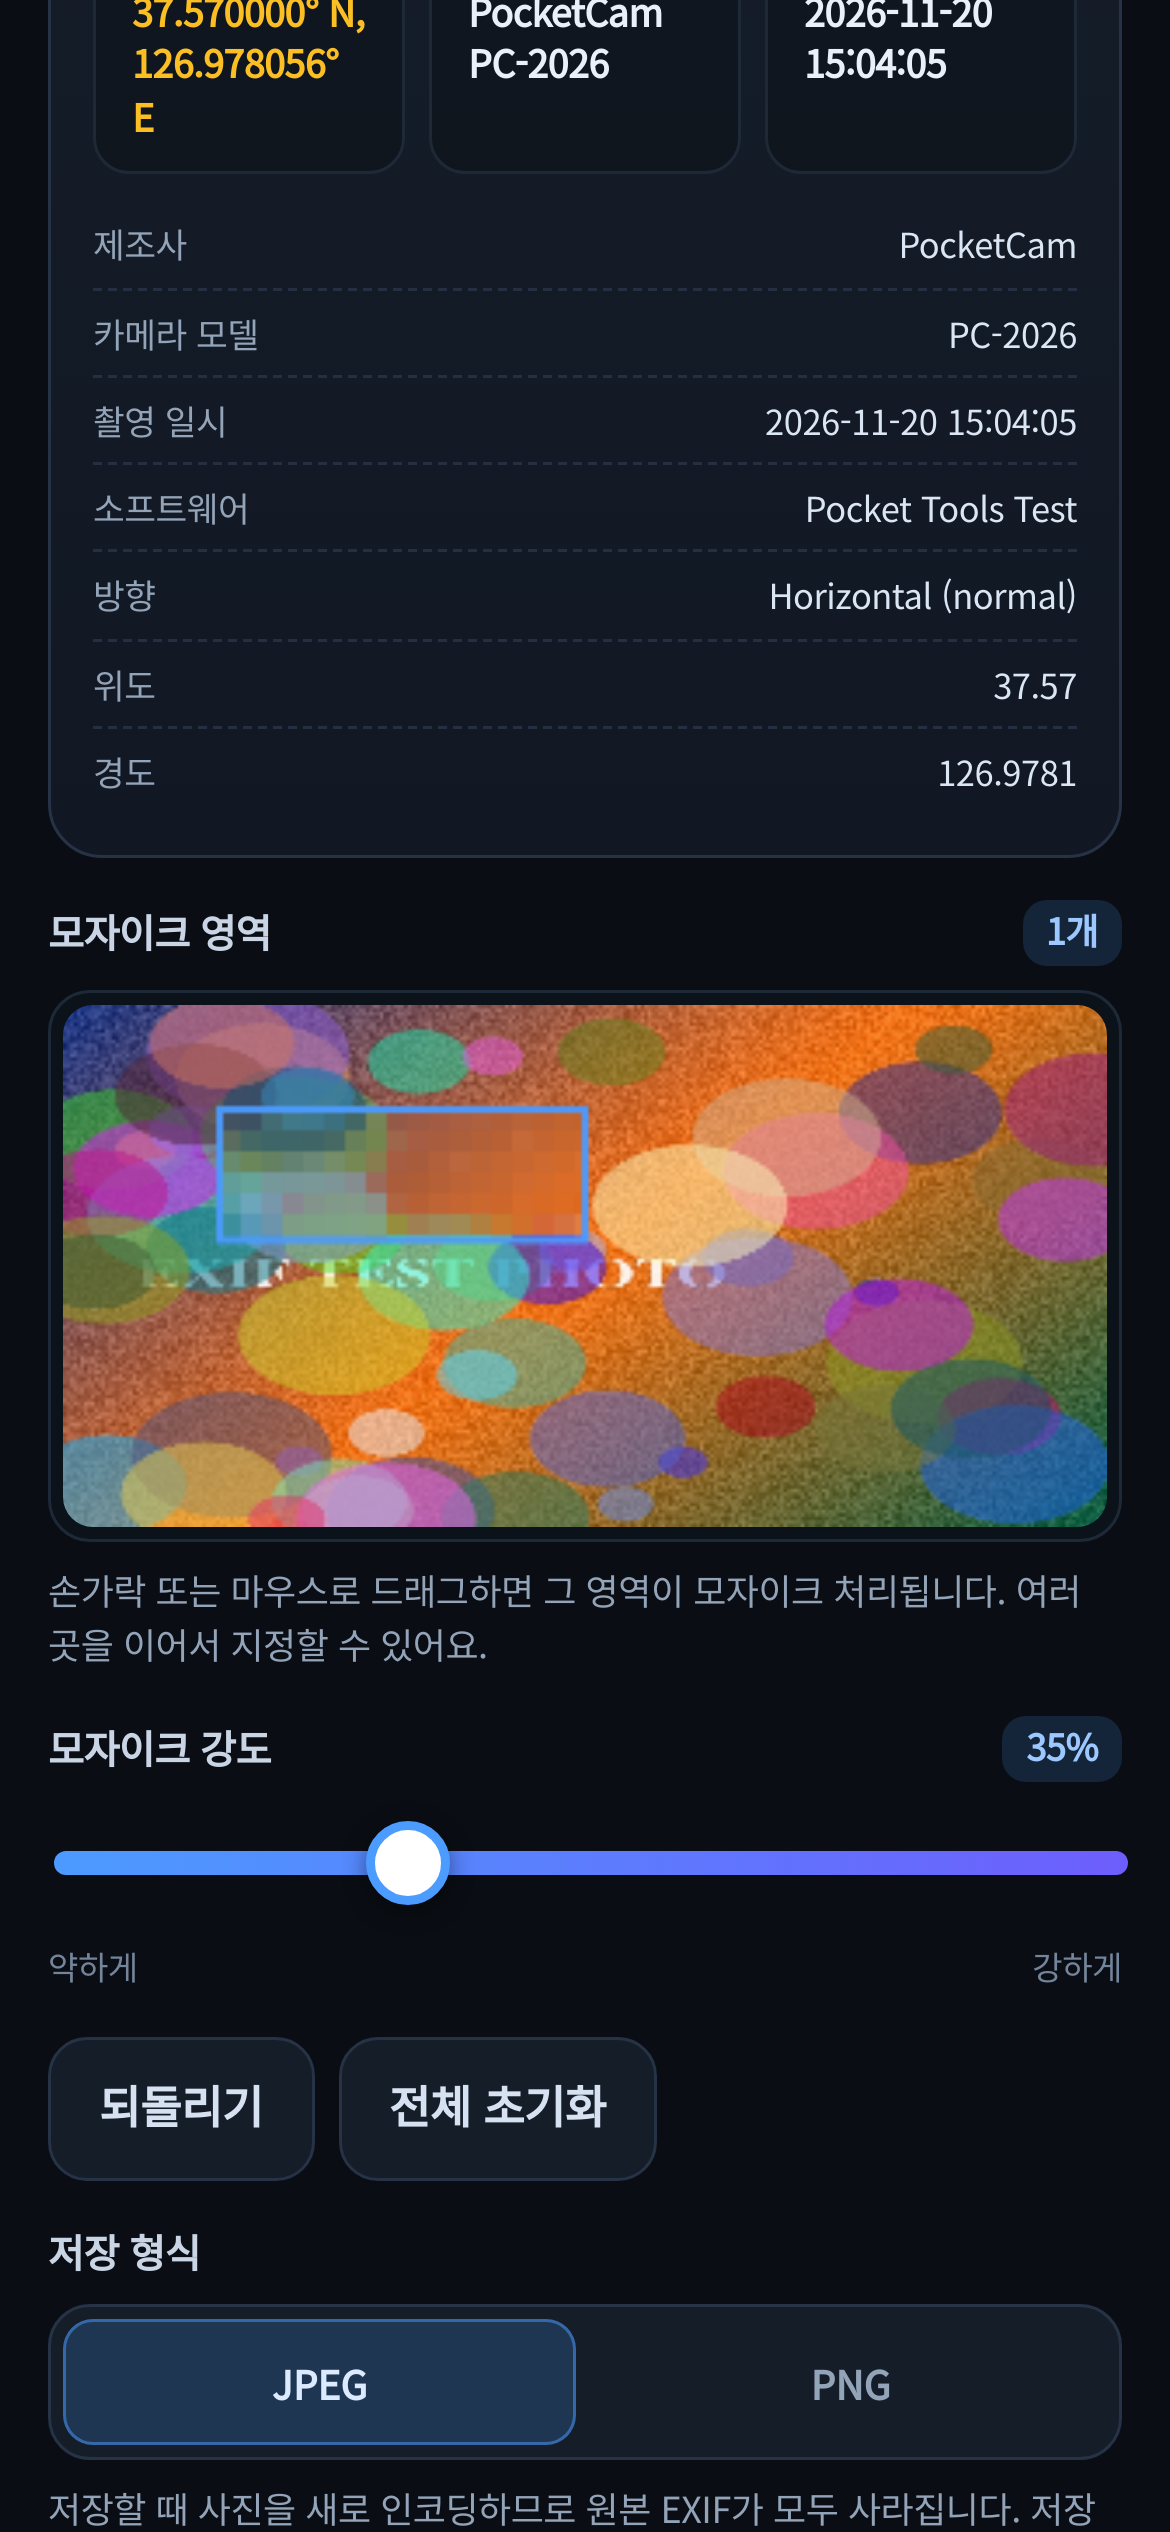 37.570000° N,
126.978056°
E
PocketCam
PC-2026
2026-11-20
15:04:05
제조사 PocketCam
카메라 모델 PC-2026
촬영 일시 2026-11-20 15:04:05
소프트웨어 Pocket Tools Test
방향 Horizontal (normal)
위도 37.57
경도 126.9781
모자이크 영역 1개
EXIF TEST PHOTO
손가락 또는 마우스로 드래그하면 그 영역이 모자이크 처리됩니다. 여러
곳을 이어서 지정할 수 있어요.
모자이크 강도 35%
약하게 강하게
되돌리기 전체 초기화
저장 형식
JPEG PNG
저장할 때 사진을 새로 인코딩하므로 원본 EXIF가 모두 사라집니다. 저장